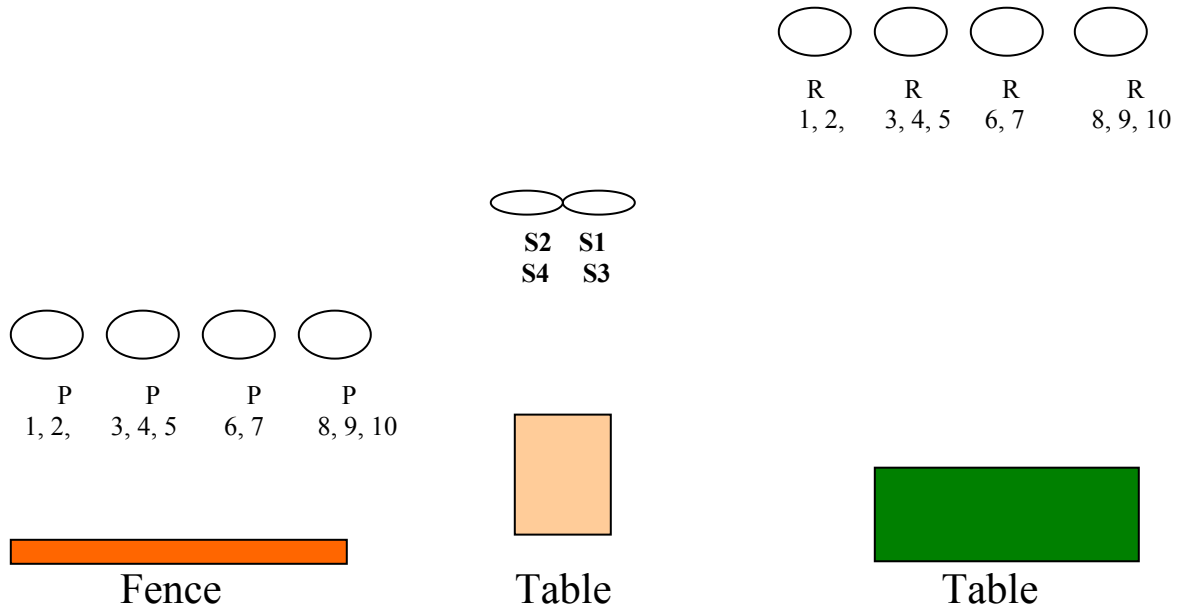 R R R R
1, 2, 3, 4, 5 6, 7 8, 9, 10
S2 S1
S4 S3
P P P P
1, 2, 3, 4, 5 6, 7 8, 9, 10
Fence Table Table